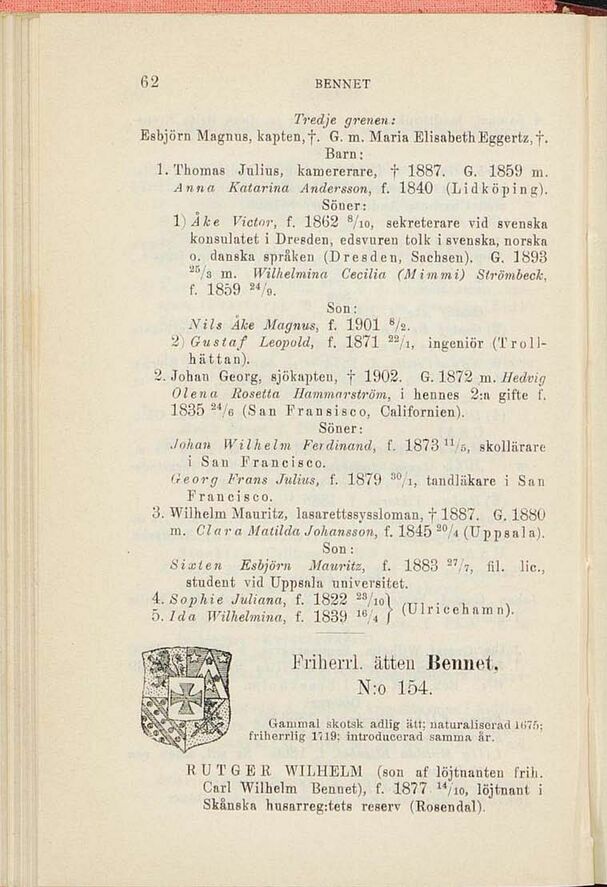 62 BENNET
Tredje grenen:
Esbjörn Magnus, kapten, †. G. m. Maria Elisabeth Eggertz, †.
Barn:
1. Thomas Julius, kamererare, † 1887. G. 1859 m.
Anna Katarina Andersson, f. 1840 (Lidköping).
Söner:
1) Åke Victor, f. 1862 8/10, sekreterare vid svenska
konsulatet i Dresden, edsvuren tolk i svenska, norska
o. danska språken (Dresden, Sachsen). G. 1893
25/3 m. Wilhelmina Cecilia (Mimmi) Strömbeck,
f. 1859 24/9.
Son:
Nils Åke Magnus, f. 1901 8/2.
2) Gustaf Leopold, f. 1871 22/1, ingeniör (Troll-
hättan).
2. Johan Georg, sjökapten, † 1902. G. 1872 m. Hedvig
Olena Rosetta Hammarström, i hennes 2:a gifte f.
1835 24/6 (San Fransisco, Californien).
Söner:
Johan Wilhelm Ferdinand, f. 1873 11/5, skollärare
i San Francisco.
Georg Frans Julius, f. 1879 30/1, tandläkare i San
Francisco.
3. Wilhelm Mauritz, lasarettssyssloman, † 1887. G. 1880
m. Clara Matilda Johansson, f. 1845 20/4 (Uppsala).
Son:
Sixten Esbjörn Mauritz, f. 1883 27/7, fil. lic.,
student vid Uppsala universitet.
4. Sophie Juliana, f. 1822 23/10 }
5. Ida Wilhelmina, f. 1839 16/4 } (Ulricehamn).
Friherrl. ätten Bennet,
N:o 154.
Gammal skotsk adlig ätt; naturaliserad 1675;
friherrlig 1719; introducerad samma år.
RUTGER WILHELM (son af löjtnanten frih.
Carl Wilhelm Bennet), f. 1877 14/10, löjtnant i
Skånska husarreg:tets reserv (Rosendal).